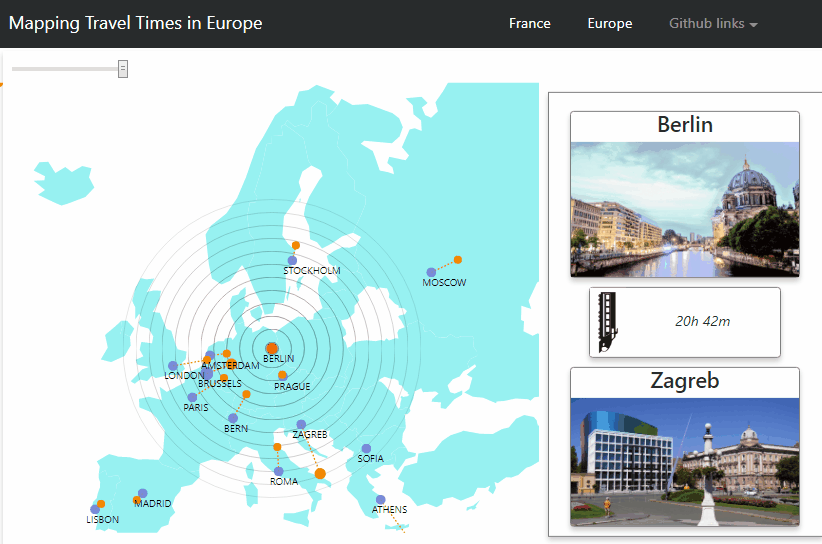 Mapping Travel Times in Europe
France
Europe
Github links
STOCKHOLM
MOSCOW
BERLIN
AMSTERDAM
LONDON
BRUSSELS
PRAGUE
PARIS
BERN
ZAGREB
SOFIA
ROMA
MADRID
LISBON
ATHENS
Berlin
20h 42m
Zagreb